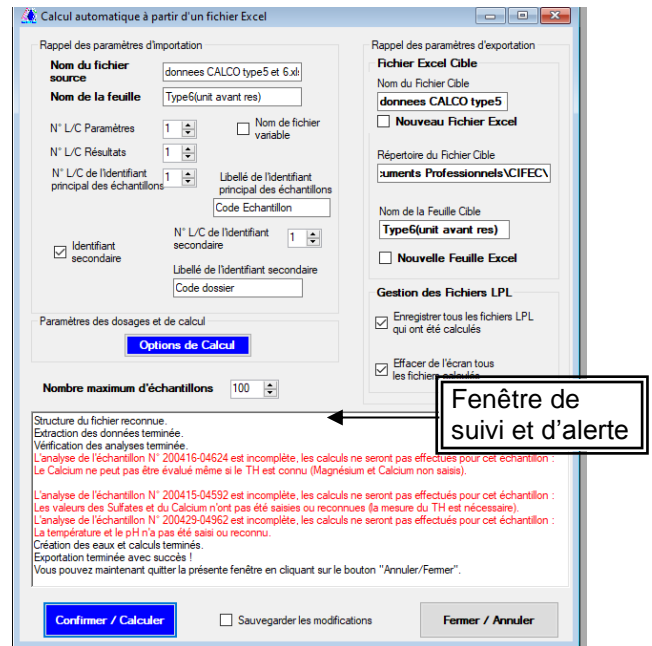 Calcul automatique à partir d'un fichier Excel
Rappel des paramètres d'importation
Nom du fichier
source
donnees CALCO type5 et 6.xls
Nom de la feuille
Type6(unit avant res)
N° L/C Paramètres
1
Nom de fichier
variable
N° L/C Résultats
1
N° L/C de l'identifiant
principal des échantillons
1
Libellé de l'identifiant
principal des échantillons
Code Echantillon
Identifiant
secondaire
N° L/C de l'identifiant
secondaire
1
Libellé de l'identifiant secondaire
Code dossier
Paramètres des dosages et de calcul
Options de Calcul
Nombre maximum d'échantillons
100
Rappel des paramètres d'exportation
Fichier Excel Cible
Nom du Fichier Cible
donnees CALCO type5
Nouveau Fichier Excel
Répertoire du Fichier Cible
:uments Professionnels\CIFEC\
Nom de la Feuille Cible
Type6(unit avant res)
Nouvelle Feuille Excel
Gestion des Fichiers LPL
Enregistrer tous les fichiers LPL
qui ont été calculés
Effacer de l'écran tous
les fichiers calculés
Fenêtre de
suivi et d'alerte
Structure du fichier reconnue.
Extraction des données terminée.
Vérification des analyses terminée.
L'analyse de l'échantillon N° 200416-04624 est incomplète, les calculs ne seront pas effectués pour cet échantillon :
Le Calcium ne peut pas être évalué même si le TH est connu (Magnésium et Calcium non saisis).
L'analyse de l'échantillon N° 200415-04592 est incomplète, les calculs ne seront pas effectués pour cet échantillon :
Les valeurs des Sulfates et du Calcium n'ont pas été saisies ou reconnues (la mesure du TH est nécessaire).
L'analyse de l'échantillon N° 200429-04962 est incomplète, les calculs ne seront pas effectués pour cet échantillon :
La température et le pH n'a pas été saisi ou reconnu.
Création des eaux et calculs terminés.
Exportation terminée avec succès !
Vous pouvez maintenant quitter la présente fenêtre en cliquant sur le bouton "Annuler/Fermer".
Confirmer / Calculer
Sauvegarder les modifications
Fermer / Annuler